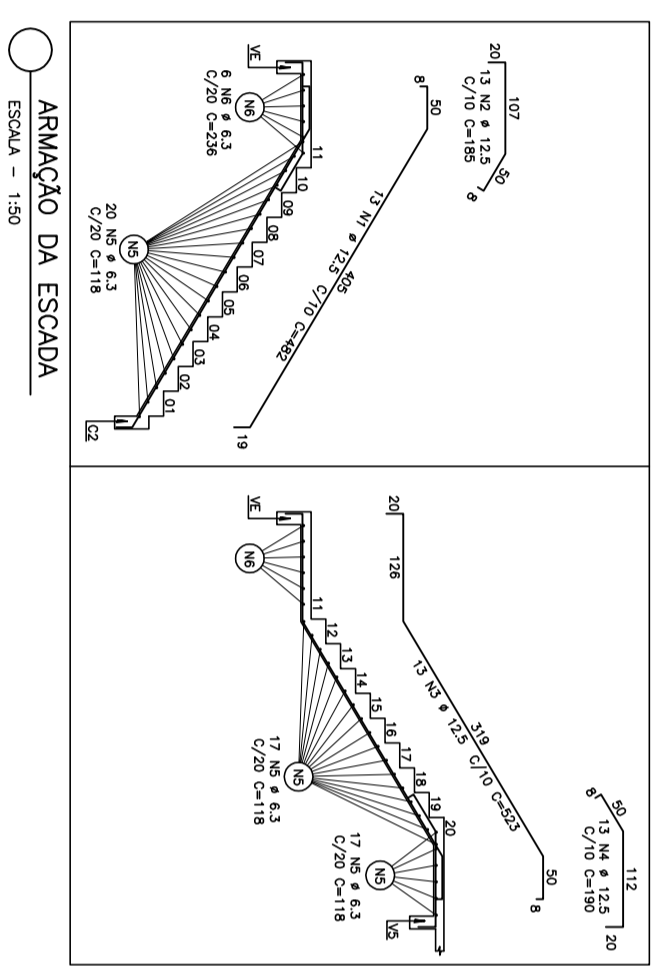 20
107
50
8
13 N2 ø 12.5
C/10 C=185
8
50
405
13 N1 ø 12.5 C/10 C=482
19
VE
N6
6 N6 ø 6.3
C/20 C=236
11
10
09
08
07
06
05
04
03
02
01
N5
20 N5 ø 6.3
C/20 C=118
C2
8
50
112
20
13 N4 ø 12.5
C/10 C=190
20
126
319
13 N3 ø 12.5 C/10 C=523
50
8
VE
N6
11
12
13
14
15
16
17
18
19
20
N5
17 N5 ø 6.3
C/20 C=118
N5
17 N5 ø 6.3
C/20 C=118
V5
ARMAÇÃO DA ESCADA
ESCALA - 1:50